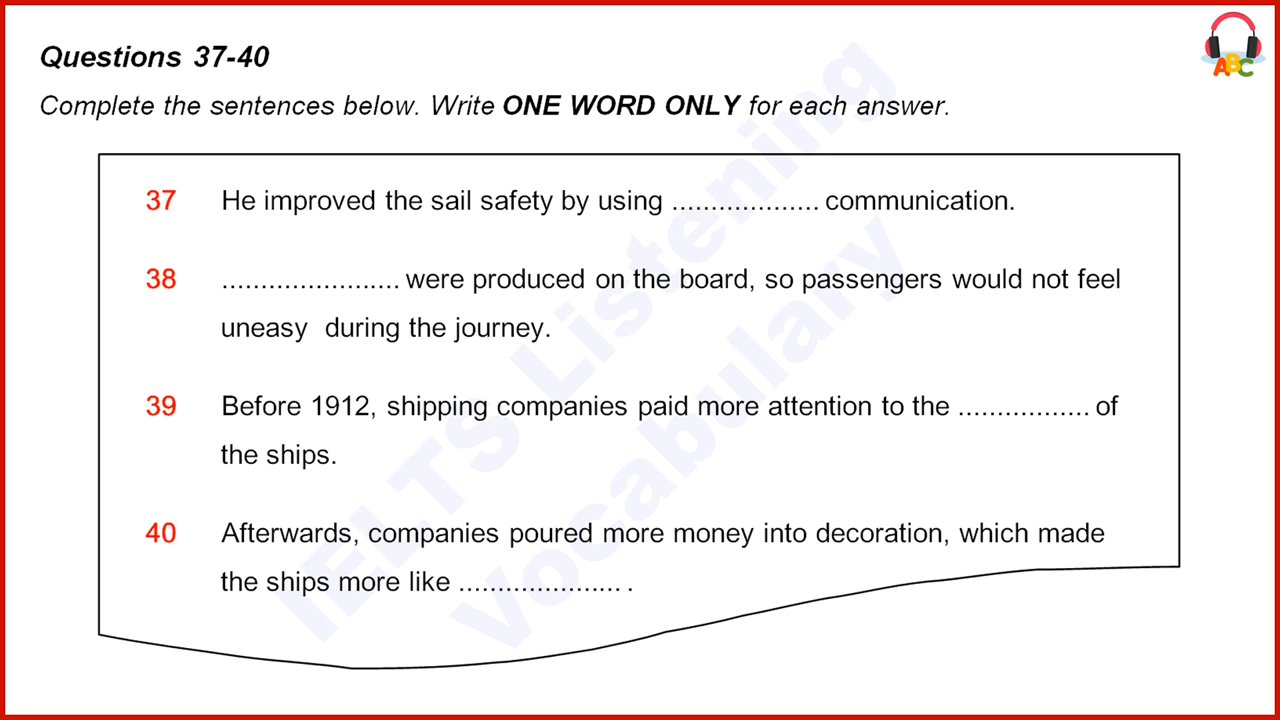 Questions 37-40
ABC
Complete the sentences below. Write ONE WORD ONLY for each answer.
37 He improved the sail safety by using ................... communication.
38 ....................... were produced on the board, so passengers would not feel
uneasy during the journey.
39 Before 1912, shipping companies paid more attention to the ................. of
the ships.
40 Afterwards, companies poured more money into decoration, which made
the ships more like ..................... .
IELTS Listening
Vocabulary